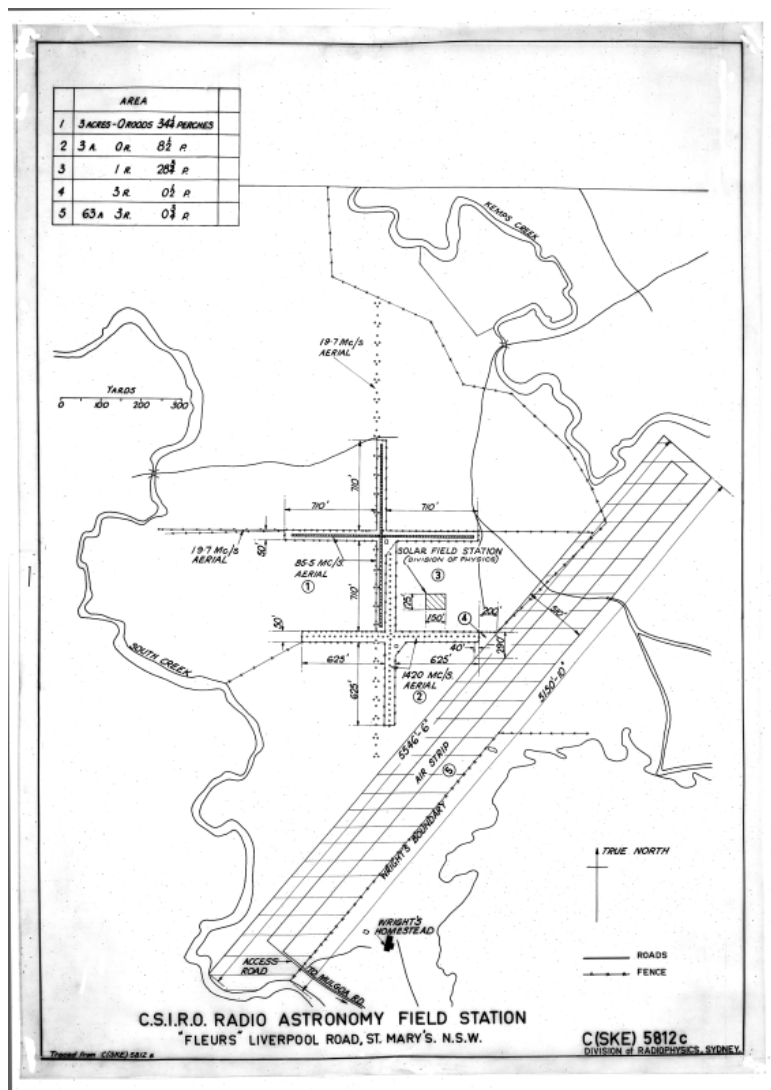 AREA
1 3 ACRES - 0 ROODS 34¼ PERCHES
2 3 A. 0 R. 8½ P.
3 1 R. 28¾ P.
4 3 R. 0½ P.
5 63 A 3 R. 0¾ P.
KEMPS CREEK
19·7 Mc/s
AERIAL
YARDS
0 100 200 300
710'
710' 710'
19·7 Mc/s
AERIAL
50'
85·5 MC/S.
AERIAL
SOLAR FIELD STATION
(DIVISION OF PHYSICS)
1
3
710'
125'
150'
200'
4
510'
50'
290'
40'
SOUTH CREEK
625' 625'
1420 MC/S.
AERIAL
2
625'
5150'-10"
5546'-6"
AIR STRIP
5
WRIGHT'S BOUNDARY
TRUE NORTH
WRIGHT'S
HOMESTEAD
ACCESS
ROAD
TO MULGOA RD.
ROADS
FENCE
C.S.I.R.O. RADIO ASTRONOMY FIELD STATION
"FLEURS" LIVERPOOL ROAD, ST. MARY'S. N.S.W.
C(SKE) 5812c
DIVISION of RADIOPHYSICS, SYDNEY.
Traced from C(SKE) 5812 a